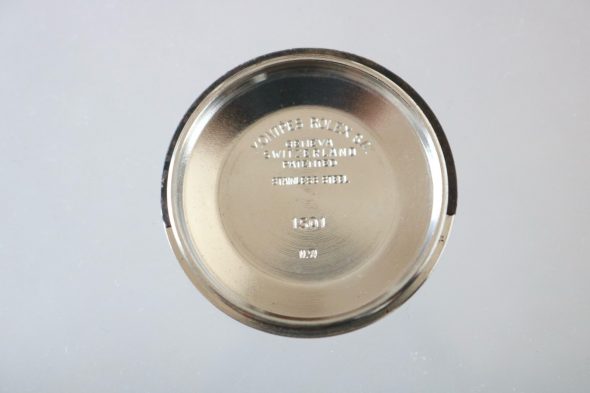 MONTRES ROLEX S.A.
GENEVA
SWITZERLAND
PATENTED
STAINLESS STEEL
1501